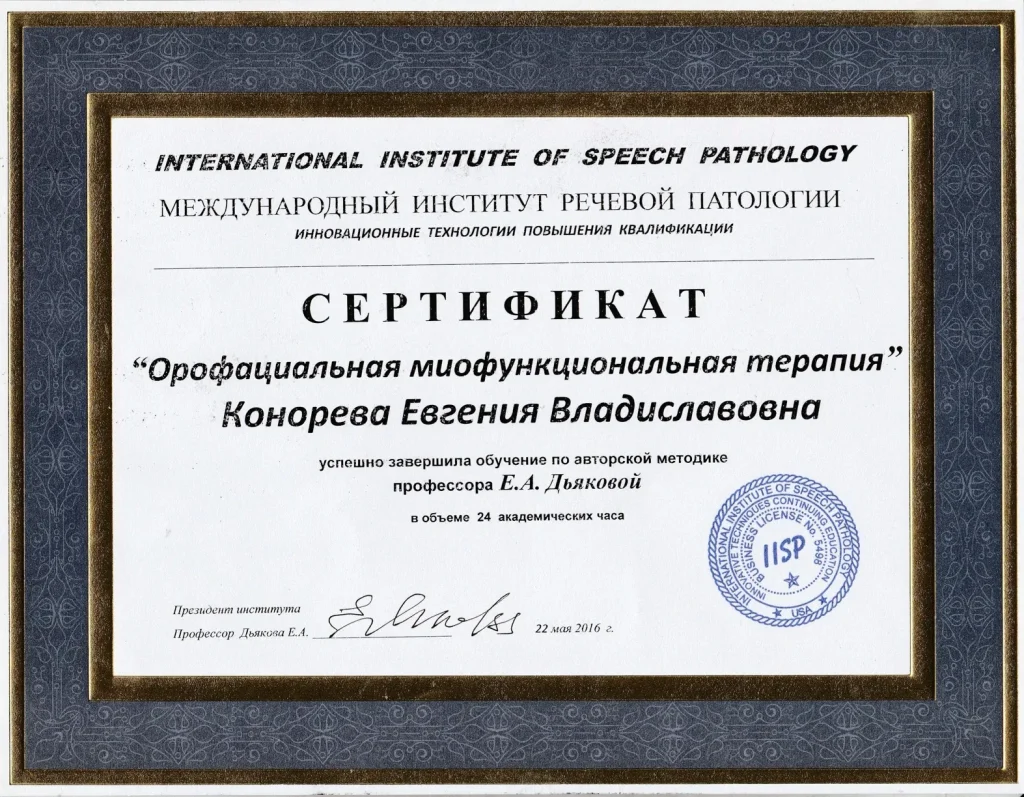 INTERNATIONAL INSTITUTE OF SPEECH PATHOLOGY
МЕЖДУНАРОДНЫЙ ИНСТИТУТ РЕЧЕВОЙ ПАТОЛОГИИ
ИННОВАЦИОННЫЕ ТЕХНОЛОГИИ ПОВЫШЕНИЯ КВАЛИФИКАЦИИ
СЕРТИФИКАТ
“Орофациальная миофункциональная терапия”
Конорева Евгения Владиславовна
успешно завершила обучение по авторской методике
профессора Е.А. Дьяковой
в объеме 24 академических часа
INTERNATIONAL INSTITUTE OF SPEECH PATHOLOGY
INNOVATIVE TECHNIQUES CONTINUING EDUCATION
BUSINESS LICENSE No. 5498
IISP
USA
Президент института
Профессор Дьякова Е.А.
22 мая 2016 г.